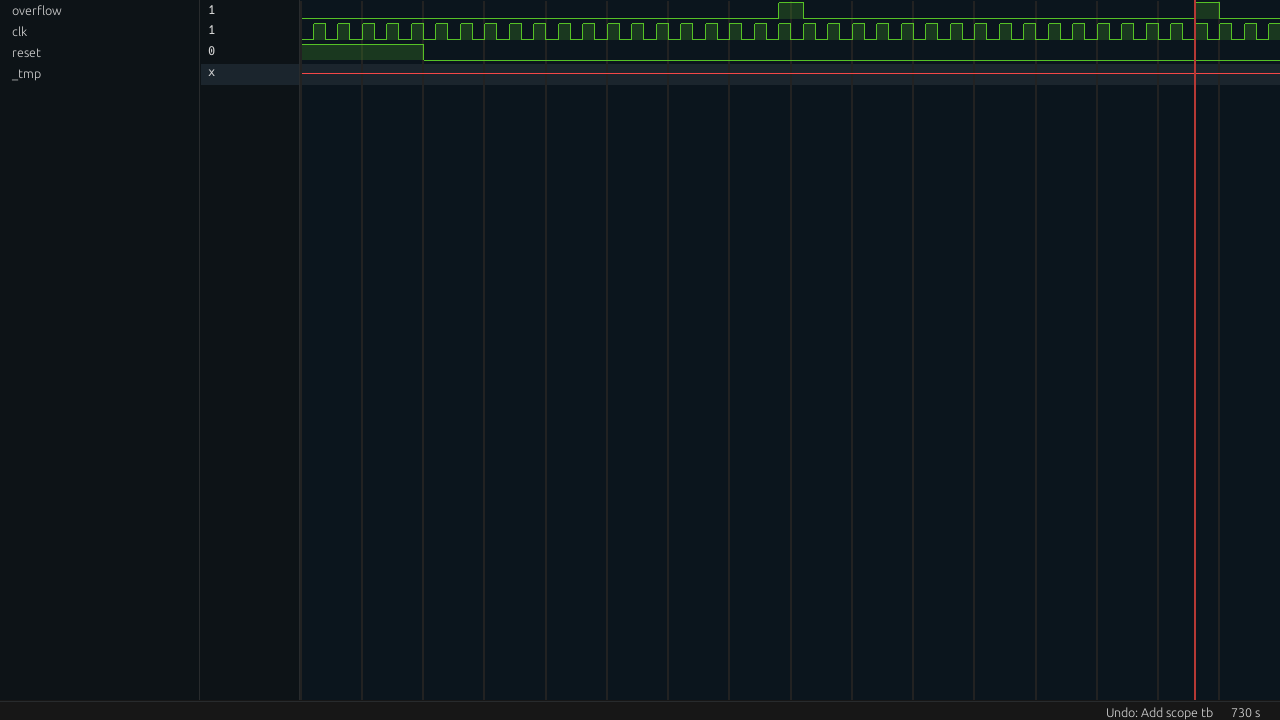 overflow 1
clk 1
reset 0
_tmp x
Undo: Add scope tb 730 s